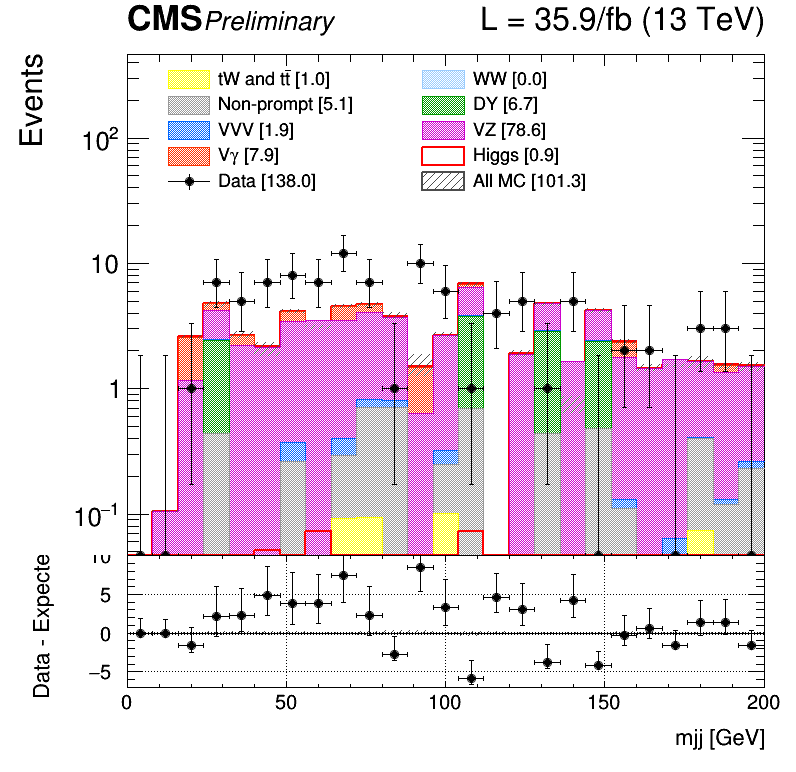 CMS Preliminary L = 35.9/fb (13 TeV)
Events
tW and tt̄ [1.0] WW [0.0]
Non-prompt [5.1] DY [6.7]
VVV [1.9] VZ [78.6]
Vγ [7.9] Higgs [0.9]
Data [138.0] All MC [101.3]
10²
10
1
10⁻¹
Data - Expecte
10
5
0
−5
0 50 100 150 200
mjj [GeV]